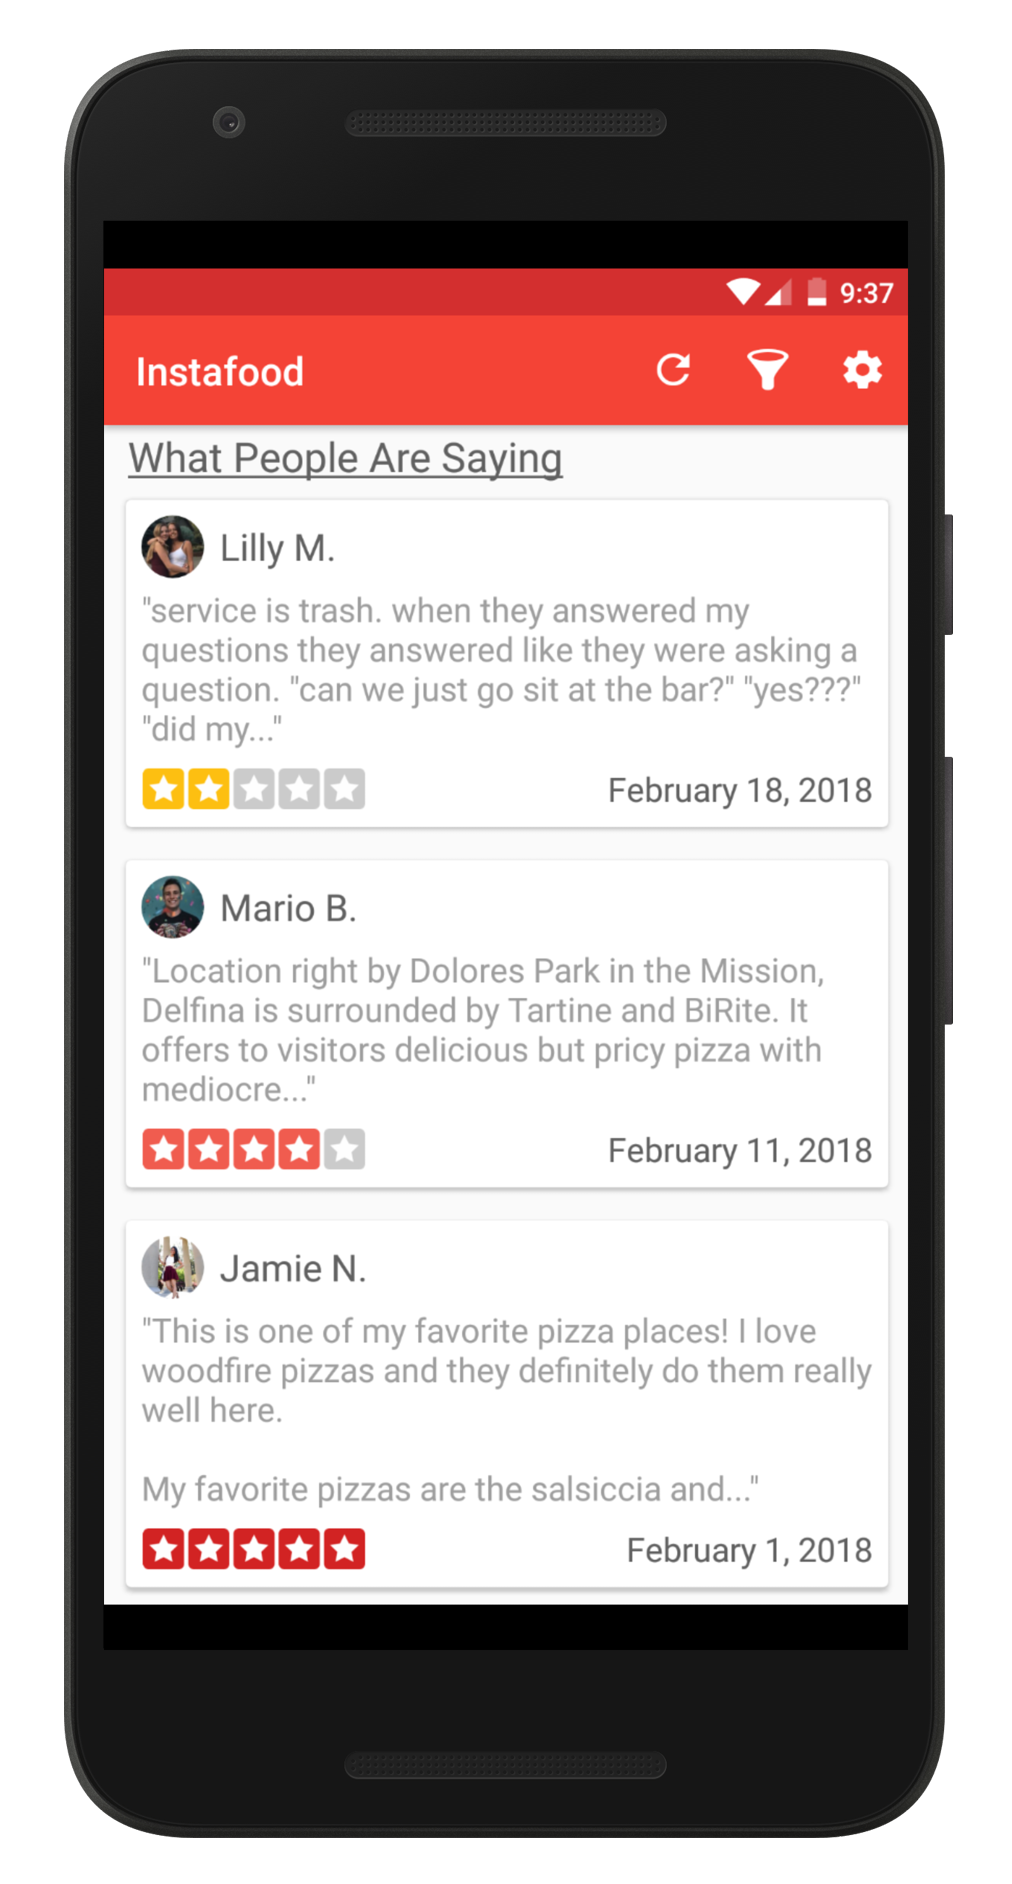 9:37
Instafood
What People Are Saying
Lilly M.
"service is trash. when they answered my
questions they answered like they were asking a
question. "can we just go sit at the bar?" "yes???"
"did my..."
February 18, 2018
Mario B.
"Location right by Dolores Park in the Mission,
Delfina is surrounded by Tartine and BiRite. It
offers to visitors delicious but pricy pizza with
mediocre..."
February 11, 2018
Jamie N.
"This is one of my favorite pizza places! I love
woodfire pizzas and they definitely do them really
well here.
My favorite pizzas are the salsiccia and..."
February 1, 2018